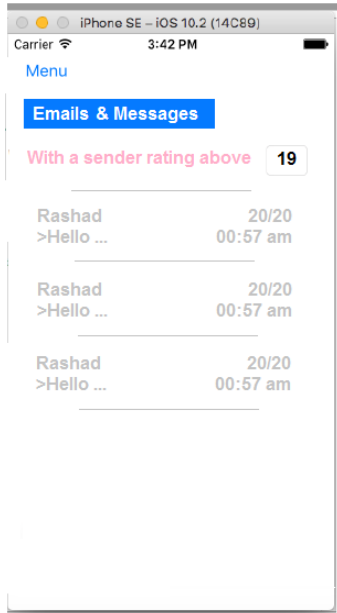 iPhone SE – iOS 10.2 (14C89)
Carrier 3:42 PM
Menu
Emails & Messages
With a sender rating above 19
Rashad 20/20
>Hello ... 00:57 am
Rashad 20/20
>Hello ... 00:57 am
Rashad 20/20
>Hello ... 00:57 am